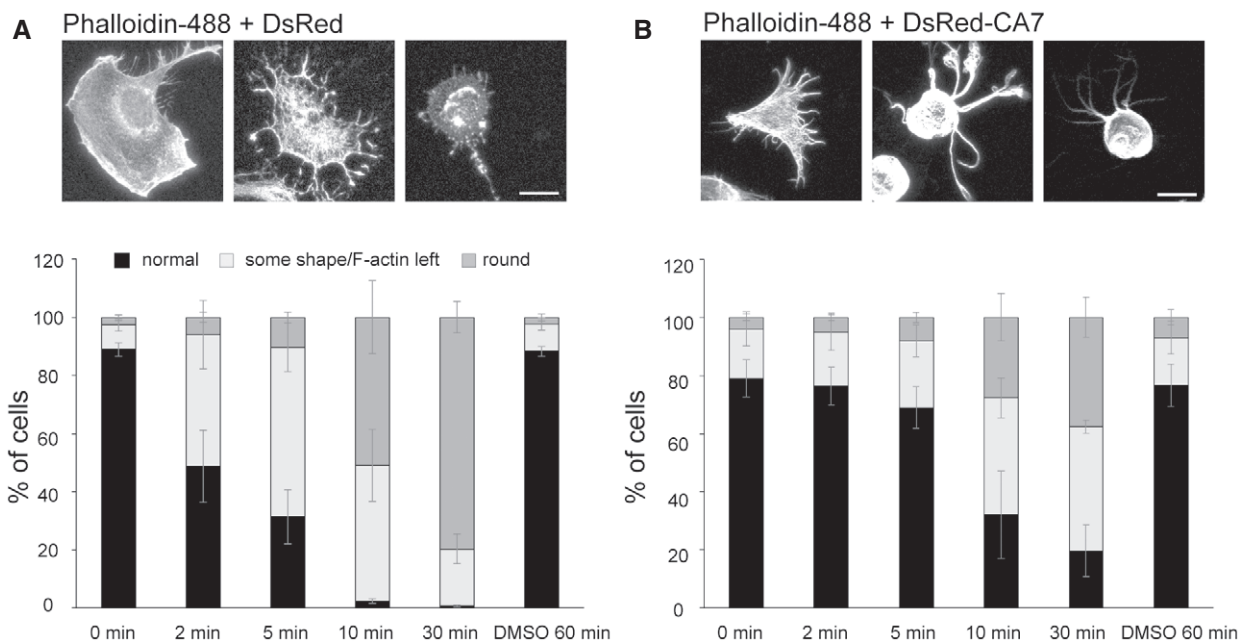 A
Phalloidin-488 + DsRed
B
Phalloidin-488 + DsRed-CA7
normal some shape/F-actin left round
% of cells
120
100
80
60
40
20
0
0 min 2 min 5 min 10 min 30 min DMSO 60 min
% of cells
120
100
80
60
40
20
0
0 min 2 min 5 min 10 min 30 min DMSO 60 min